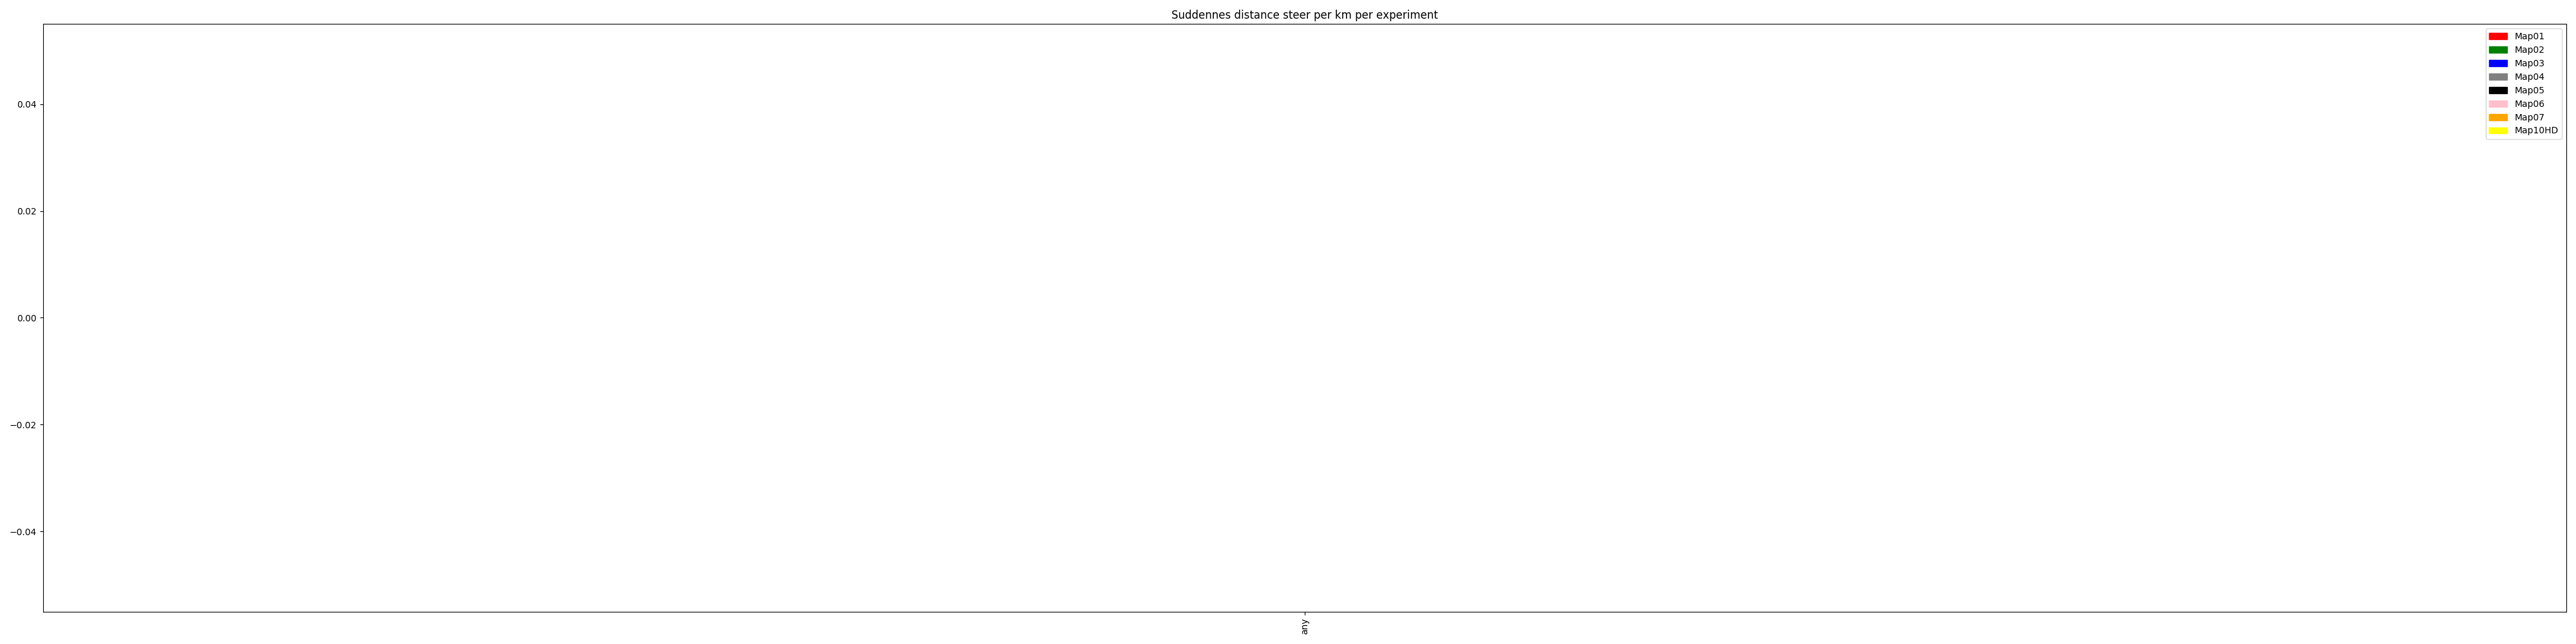 Suddennes distance steer per km per experiment
Map01
Map02
Map03
Map04
Map05
Map06
Map07
Map10HD
0.04
0.02
0.00
−0.02
−0.04
any